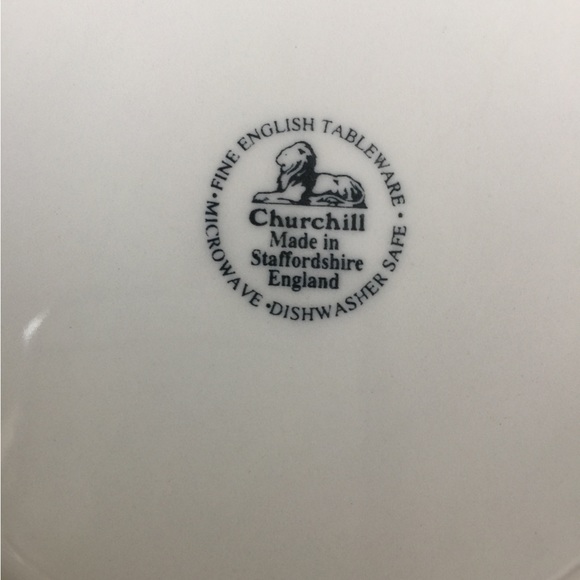 • FINE ENGLISH TABLEWARE •
Churchill
Made in
Staffordshire
England
MICROWAVE • DISHWASHER SAFE